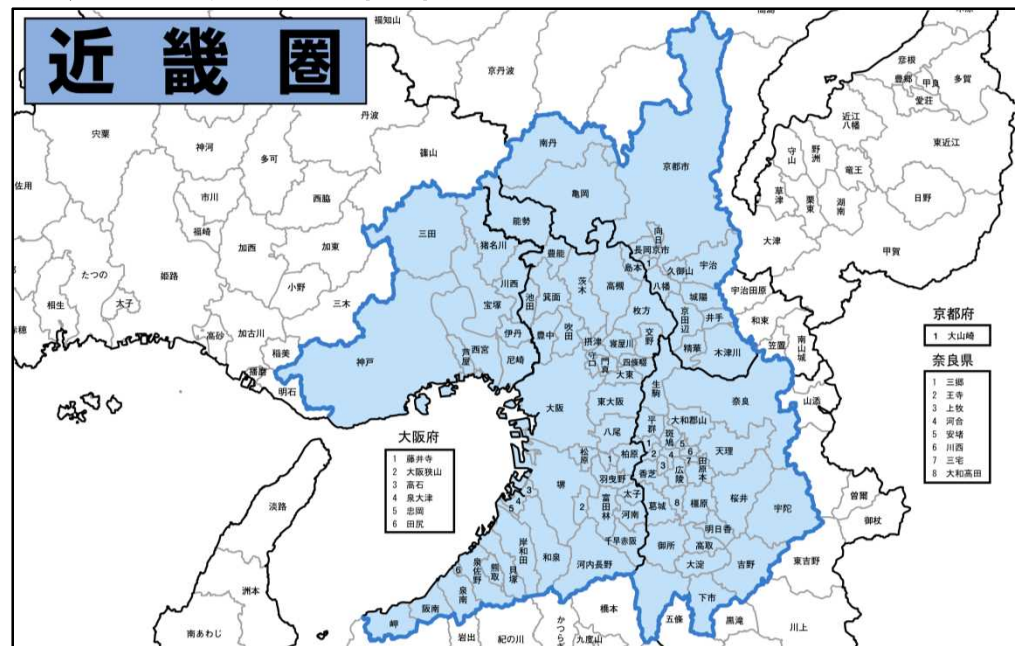 近畿圏
福知山
京丹波
丹波
篠山
宍粟
神河
多可
佐用
市川
西脇
福崎
加西
加東
たつの
姫路
小野
三木
相生
太子
加古川
高砂
稲美
播磨
明石
神戸
三田
猪名川
川西
宝塚
伊丹
西宮
芦屋
尼崎
淡路
洲本
南あわじ
南丹
京都市
亀岡
向日
長岡京市
1
久御山
宇治
八幡
城陽
宇治田原
京田辺
井手
和東
精華
木津川
笠置
南山城
能勢
豊能
島本
茨木
高槻
池田
箕面
枚方
豊中
吹田
摂津
寝屋川
交野
守口
門真
四條畷
大東
大阪
東大阪
八尾
松原
1
柏原
堺
羽曳野
2
富田林
太子
河南
3
4
5
千早赤阪
岸和田
和泉
河内長野
貝塚
熊取
泉佐野
6
泉南
阪南
岬
生駒
奈良
平群
斑鳩
大和郡山
山添
1
2
3
4
5
6
7
天理
香芝
広陵
田原本
葛城
8
橿原
桜井
宇陀
曽爾
御杖
明日香
御所
高取
大淀
吉野
東吉野
下市
五條
黒滝
川上
橋本
九度山
紀の川
岩出
彦根
豊郷
甲良
多賀
愛荘
近江八幡
東近江
守山
野洲
竜王
草津
栗東
湖南
日野
大津
甲賀
京都府
1 大山崎
奈良県
1 三郷
2 王寺
3 上牧
4 河合
5 安堵
6 川西
7 三宅
8 大和高田
大阪府
1 藤井寺
2 大阪狭山
3 高石
4 泉大津
5 忠岡
6 田尻